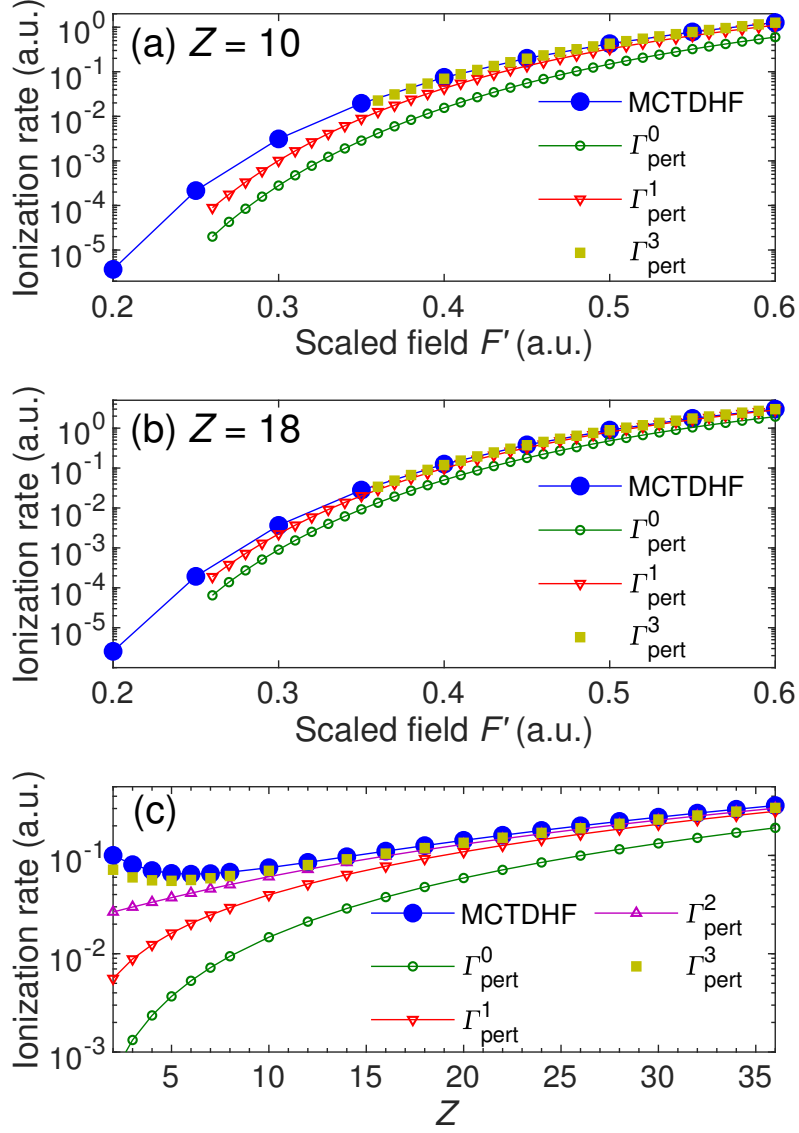 (a) Z = 10
Ionization rate (a.u.)
10^0
10^-1
10^-2
10^-3
10^-4
10^-5
MCTDHF
Γ^0_pert
Γ^1_pert
Γ^3_pert
0.2 0.3 0.4 0.5 0.6
Scaled field F′ (a.u.)
(b) Z = 18
Ionization rate (a.u.)
10^0
10^-1
10^-2
10^-3
10^-4
10^-5
MCTDHF
Γ^0_pert
Γ^1_pert
Γ^3_pert
0.2 0.3 0.4 0.5 0.6
Scaled field F′ (a.u.)
(c)
Ionization rate (a.u.)
10^-1
10^-2
10^-3
MCTDHF Γ^2_pert
Γ^0_pert Γ^3_pert
Γ^1_pert
5 10 15 20 25 30 35
Z